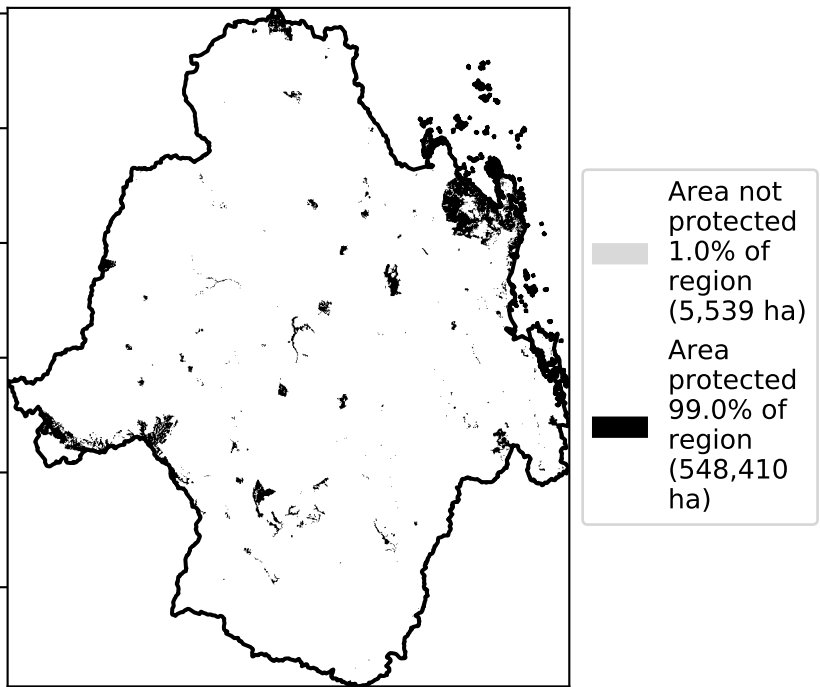 Area not
protected
1.0% of
region
(5,539 ha)
Area
protected
99.0% of
region
(548,410
ha)